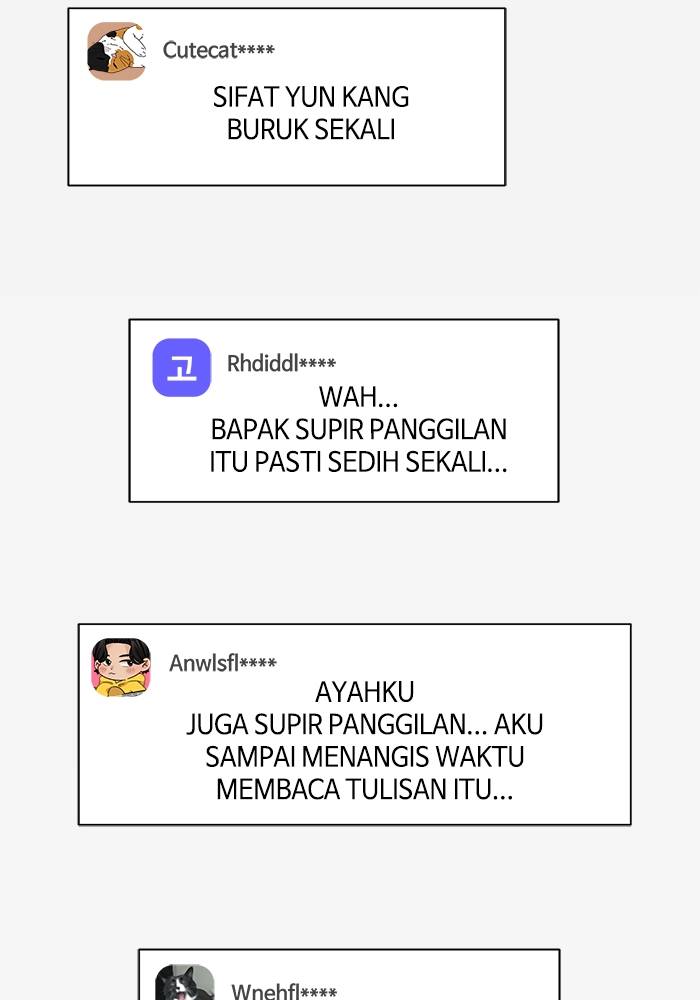 Cutecat****
SIFAT YUN KANG
BURUK SEKALI
고
Rhdiddl****
WAH...
BAPAK SUPIR PANGGILAN
ITU PASTI SEDIH SEKALI...
Anwlsfl****
AYAHKU
JUGA SUPIR PANGGILAN... AKU
SAMPAI MENANGIS WAKTU
MEMBACA TULISAN ITU...
Wnehfl****